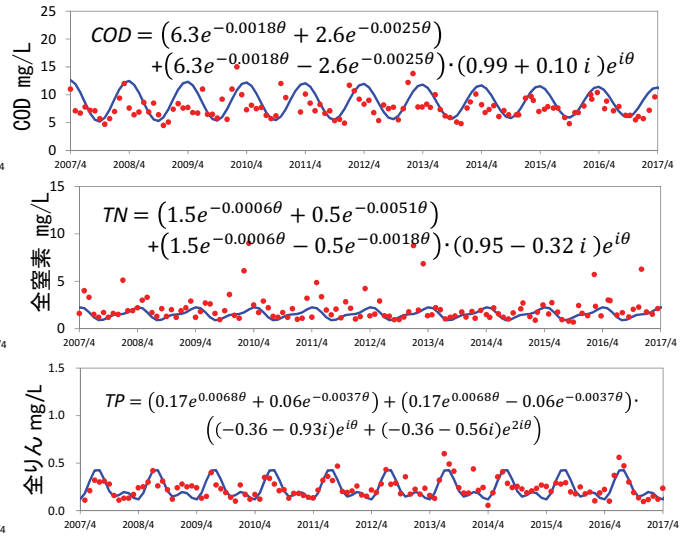 COD mg/L
25
20
15
10
5
0
COD = (6.3e^{-0.0018θ} + 2.6e^{-0.0025θ})
+(6.3e^{-0.0018θ} − 2.6e^{-0.0025θ})·(0.99 + 0.10 i )e^{iθ}
2007/4 2008/4 2009/4 2010/4 2011/4 2012/4 2013/4 2014/4 2015/4 2016/4 2017/4
/4
全窒素 mg/L
15
10
5
0
TN = (1.5e^{-0.0006θ} + 0.5e^{-0.0051θ})
+(1.5e^{-0.0006θ} − 0.5e^{-0.0018θ})·(0.95 − 0.32 i )e^{iθ}
2007/4 2008/4 2009/4 2010/4 2011/4 2012/4 2013/4 2014/4 2015/4 2016/4 2017/4
/4
全りん mg/L
1.5
1.0
0.5
0.0
TP = (0.17e^{0.0068θ} + 0.06e^{-0.0037θ}) + (0.17e^{0.0068θ} − 0.06e^{-0.0037θ})·
((−0.36 − 0.93i)e^{iθ} + (−0.36 − 0.56i)e^{2iθ})
2007/4 2008/4 2009/4 2010/4 2011/4 2012/4 2013/4 2014/4 2015/4 2016/4 2017/4
/4